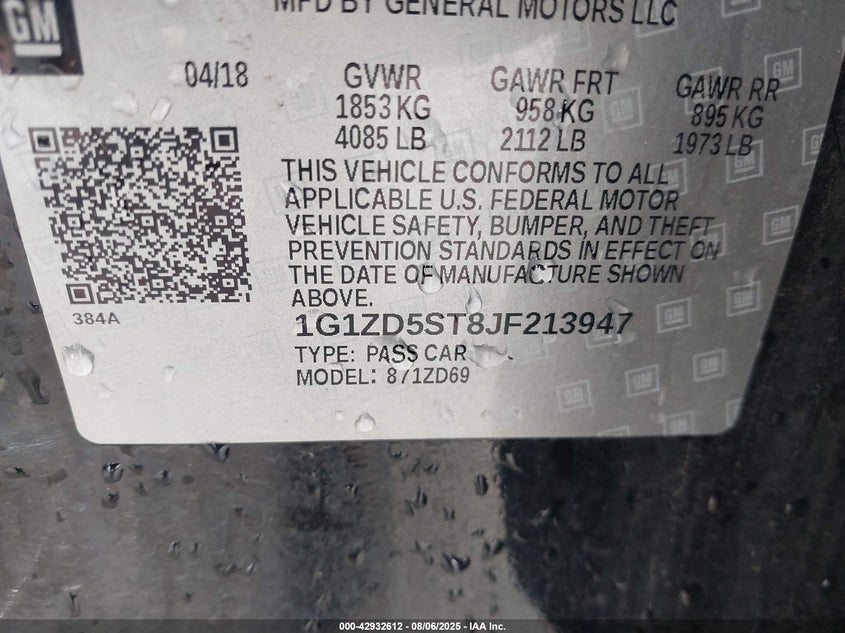 GM
MFD BY GENERAL MOTORS LLC
04/18 GVWR GAWR FRT GAWR RR
1853 KG 958 KG 895 KG
4085 LB 2112 LB 1973 LB
THIS VEHICLE CONFORMS TO ALL
APPLICABLE U.S. FEDERAL MOTOR
VEHICLE SAFETY, BUMPER, AND THEFT
PREVENTION STANDARDS IN EFFECT ON
THE DATE OF MANUFACTURE SHOWN
ABOVE.
384A
1G1ZD5ST8JF213947
TYPE: PASS CAR
MODEL: 871ZD69
000-42932612 - 08/06/2025 - IAA Inc.